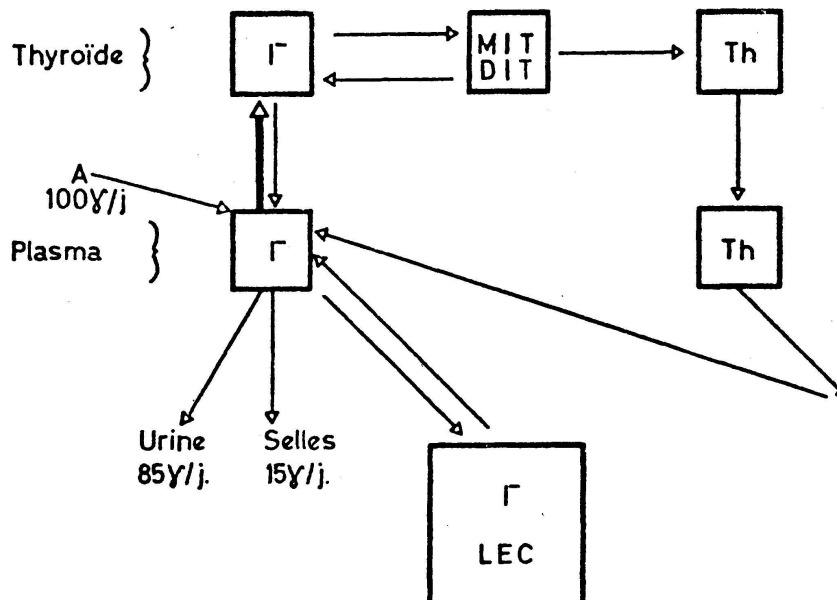 Thyroïde
I⁻
MIT
DIT
Th
A
100γ/j
Plasma
I⁻
Th
Urine
85γ/j.
Selles
15γ/j.
I⁻
LEC